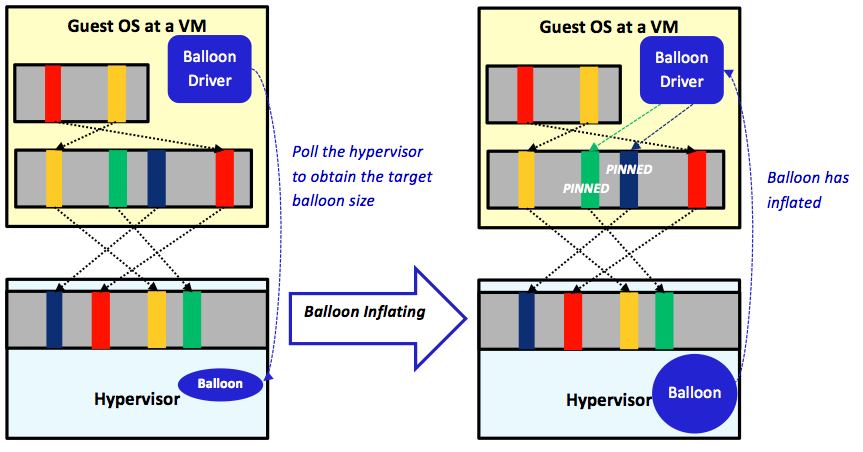 Guest OS at a VM
Balloon
Driver
Poll the hypervisor
to obtain the target
balloon size
Balloon
Hypervisor
Balloon Inflating
Guest OS at a VM
Balloon
Driver
PINNED
PINNED
Balloon has
inflated
Balloon
Hypervisor